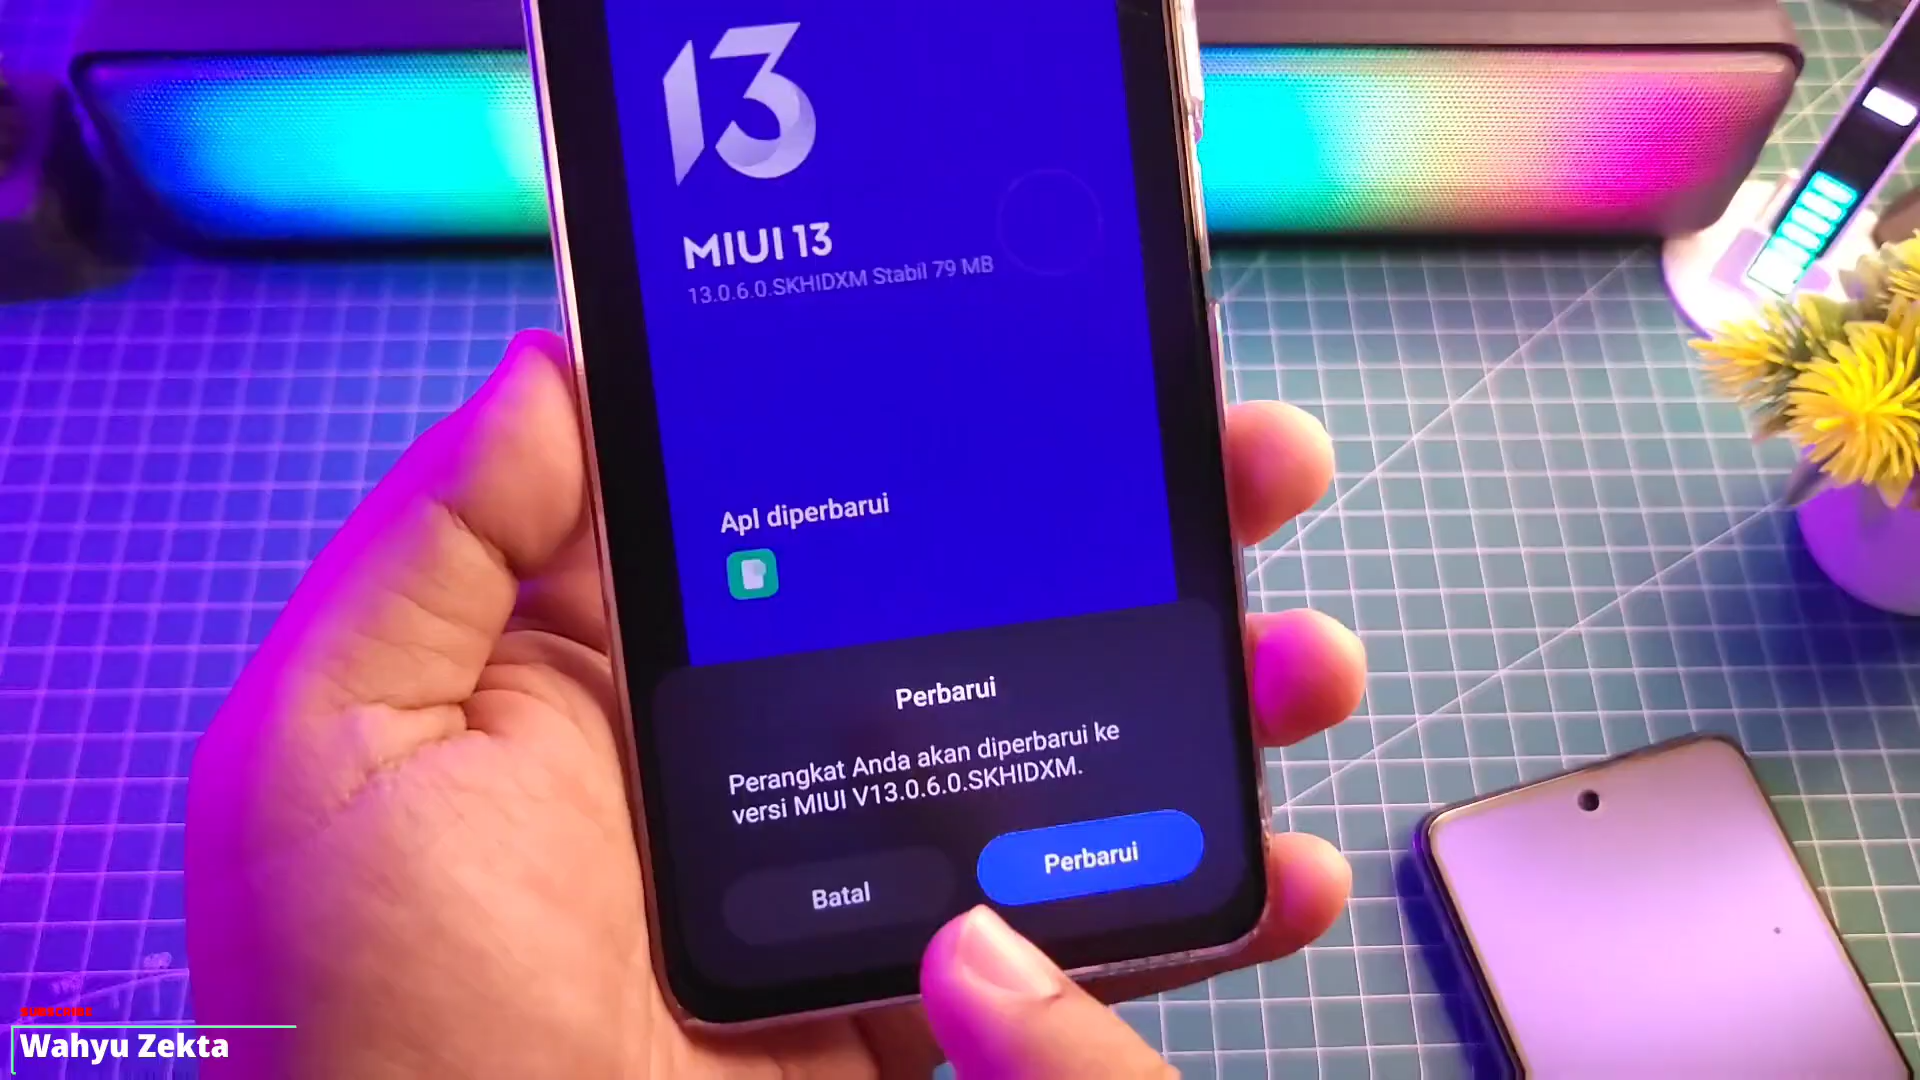 13
MIUI 13
13.0.6.0.SKHIDXM Stabil 79 MB
Apl diperbarui
Perbarui
Perangkat Anda akan diperbarui ke
versi MIUI V13.0.6.0.SKHIDXM.
Batal
Perbarui
SUBSCRIBE
Wahyu Zekta